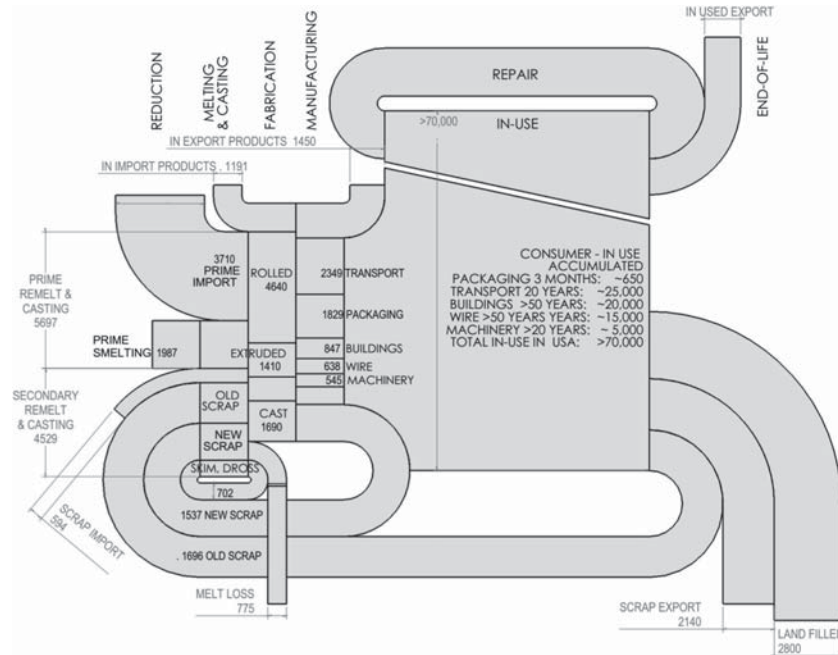 IN USED EXPORT
REDUCTION
MELTING
& CASTING
FABRICATION
MANUFACTURING
END-OF-LIFE
REPAIR
>70,000
IN-USE
IN EXPORT PRODUCTS 1450
IN IMPORT PRODUCTS . 1191
3710
PRIME
IMPORT
ROLLED
4640
2349 TRANSPORT
CONSUMER - IN USE
ACCUMULATED
PACKAGING 3 MONTHS: ~650
TRANSPORT 20 YEARS: ~25,000
BUILDINGS >50 YEARS: ~20,000
WIRE >50 YEARS YEARS: ~15,000
MACHINERY >20 YEARS: ~ 5,000
TOTAL IN-USE IN USA: >70,000
PRIME
REMELT &
CASTING
5697
1829 PACKAGING
PRIME
SMELTING
1987
EXTRUDED
1410
847 BUILDINGS
638 WIRE
545 MACHINERY
SECONDARY
REMELT
& CASTING
4529
OLD
SCRAP
CAST
1690
NEW
SCRAP
SKIM, DROSS
702
SCRAP IMPORT
594
1537 NEW SCRAP
. 1696 OLD SCRAP
MELT LOSS
775
SCRAP EXPORT
2140
LAND FILLED
2800